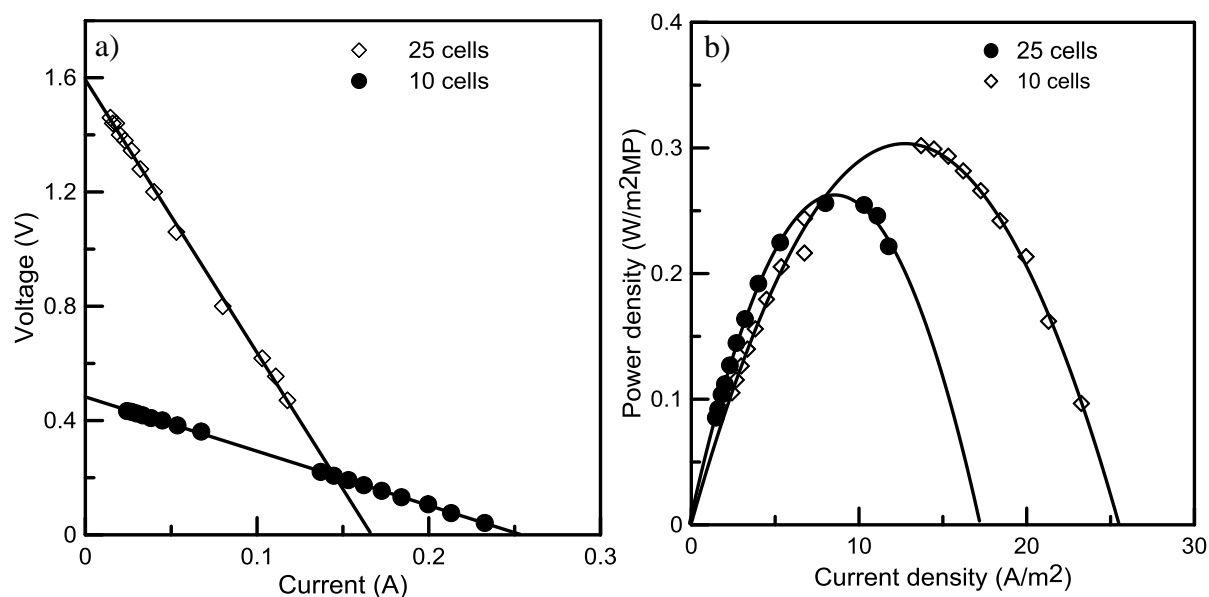 a)
25 cells
10 cells
1.6
1.2
0.8
0.4
0
0
0.1
0.2
0.3
Voltage (V)
Current (A)
b)
25 cells
10 cells
0.4
0.3
0.2
0.1
0
0
10
20
30
Power density (W/m2MP)
Current density (A/m2)